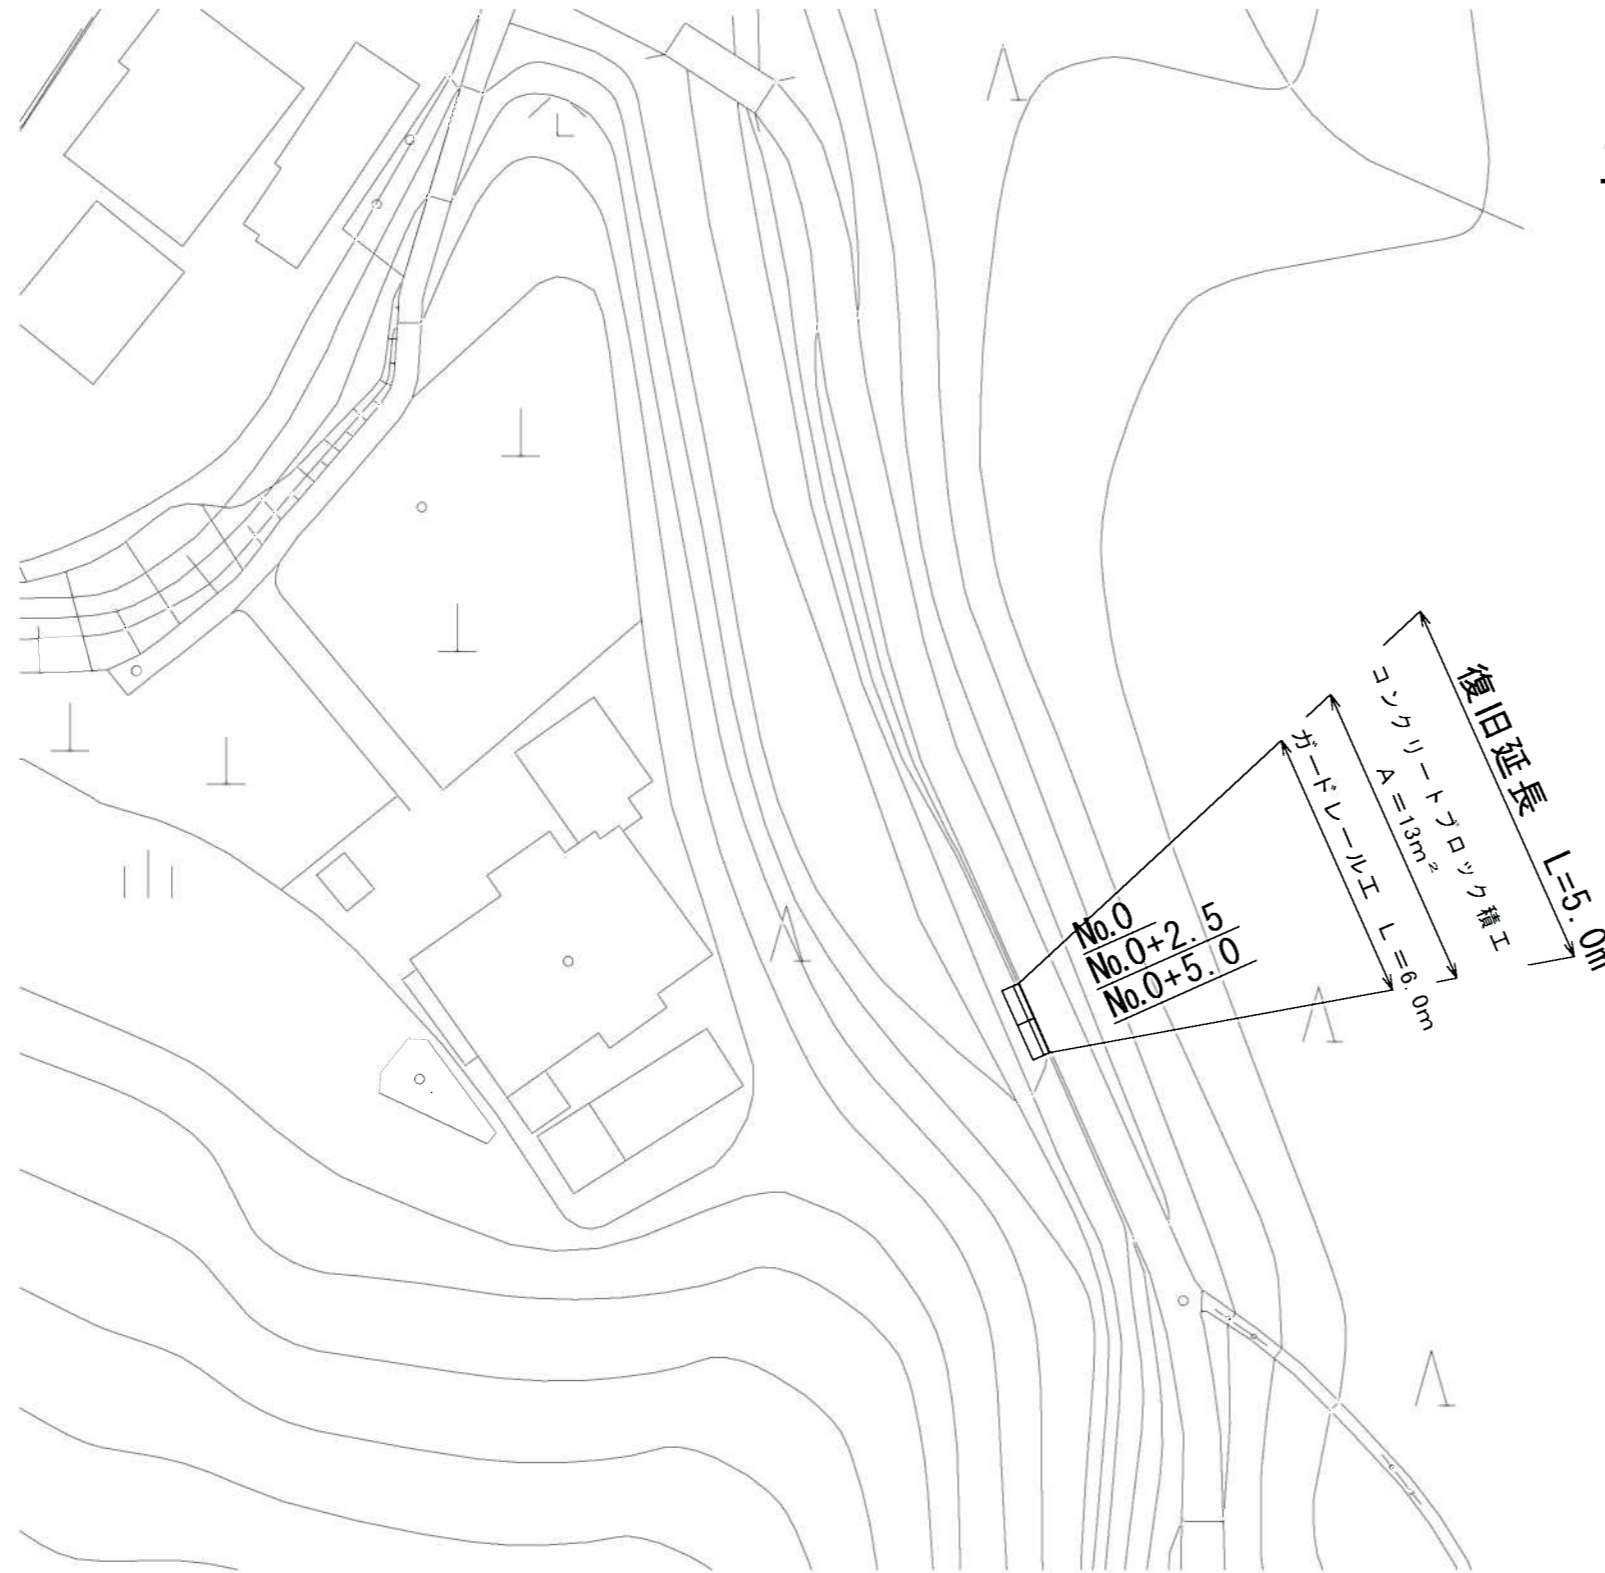 復旧延長 L=5.0m
コンクリートブロック積工
A=13m²
ガードレール工 L=6.0m
No.0
No.0+2.5
No.0+5.0